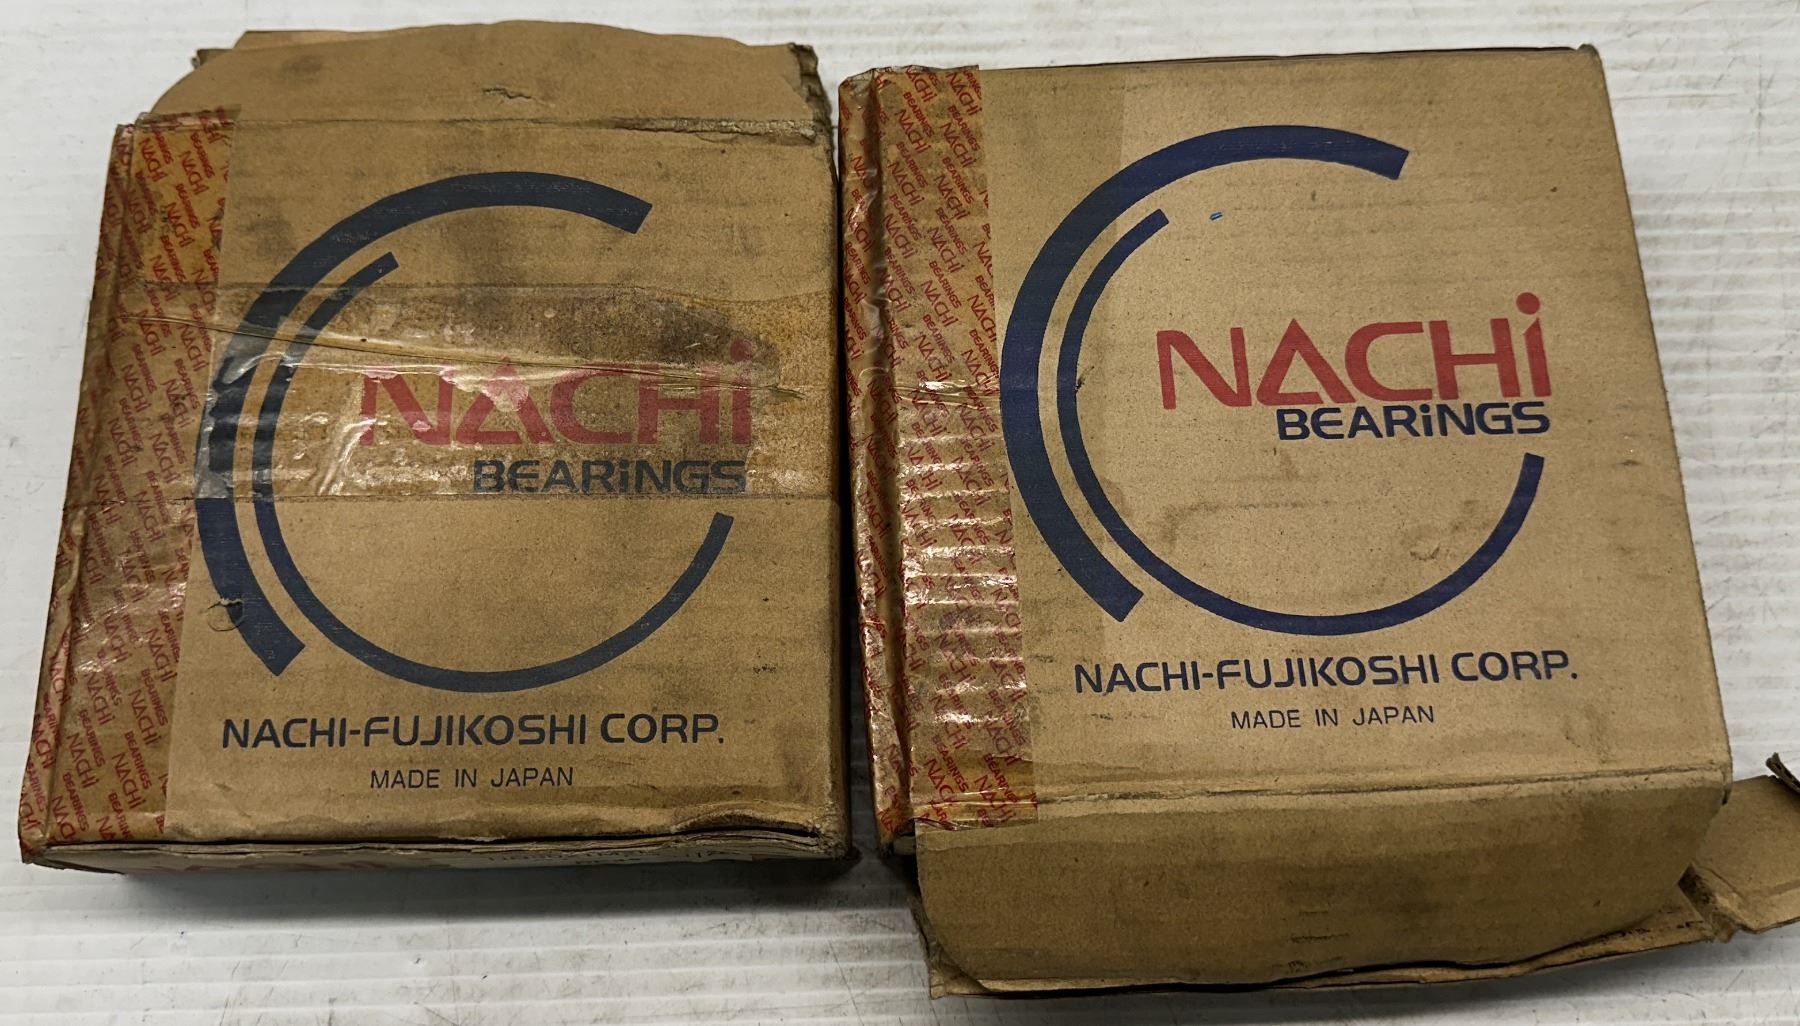 NACHi
BEARiNGS
NACHI-FUJIKOSHI CORP.
MADE IN JAPAN
NACHi
BEARiNGS
NACHI-FUJIKOSHI CORP.
MADE IN JAPAN